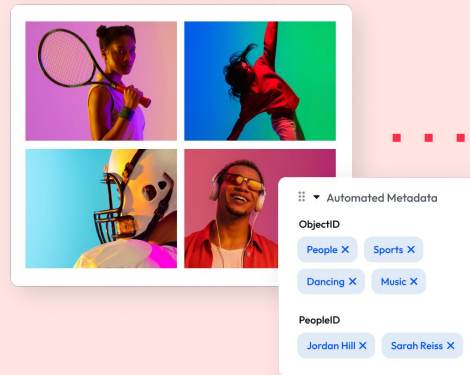 Automated Metadata
ObjectID
People ✕ Sports ✕
Dancing ✕ Music ✕
PeopleID
Jordan Hill ✕ Sarah Reiss ✕